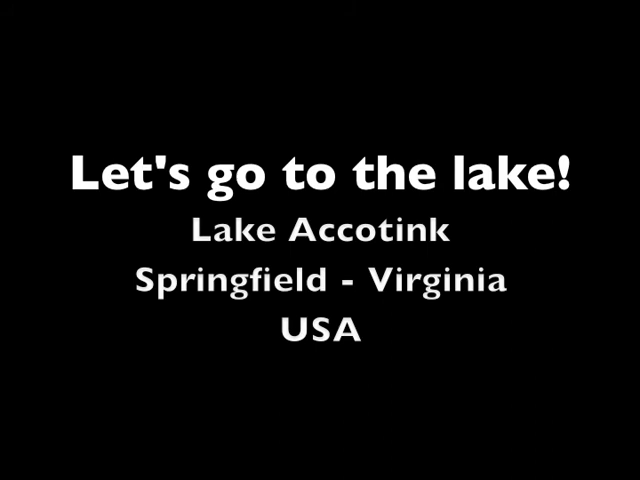 Let's go to the lake!
Lake Accotink
Springfield - Virginia
USA